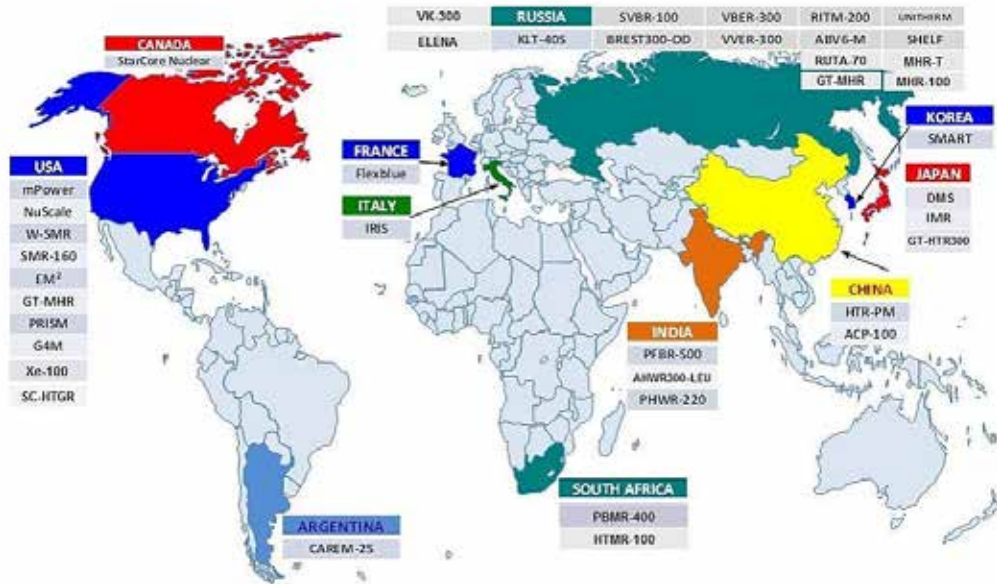 VK-300 RUSSIA SVBR-100 VBER-300 RITM-200 UNITHERM
ELENA KLT-40S BREST300-OD VVER-300 ABV6-M SHELF
RUTA-70 MHR-T
GT-MHR MHR-100
CANADA
StarCore Nuclear
USA
mPower
NuScale
W-SMR
SMR-160
EM²
GT-MHR
PRISM
G4M
Xe-100
SC-HTGR
FRANCE
Flexblue
ITALY
IRIS
KOREA
SMART
JAPAN
DMS
IMR
GT-HTR300
CHINA
HTR-PM
ACP-100
INDIA
PFBR-500
AHWR300-LEU
PHWR-220
SOUTH AFRICA
PBMR-400
HTMR-100
ARGENTINA
CAREM-25